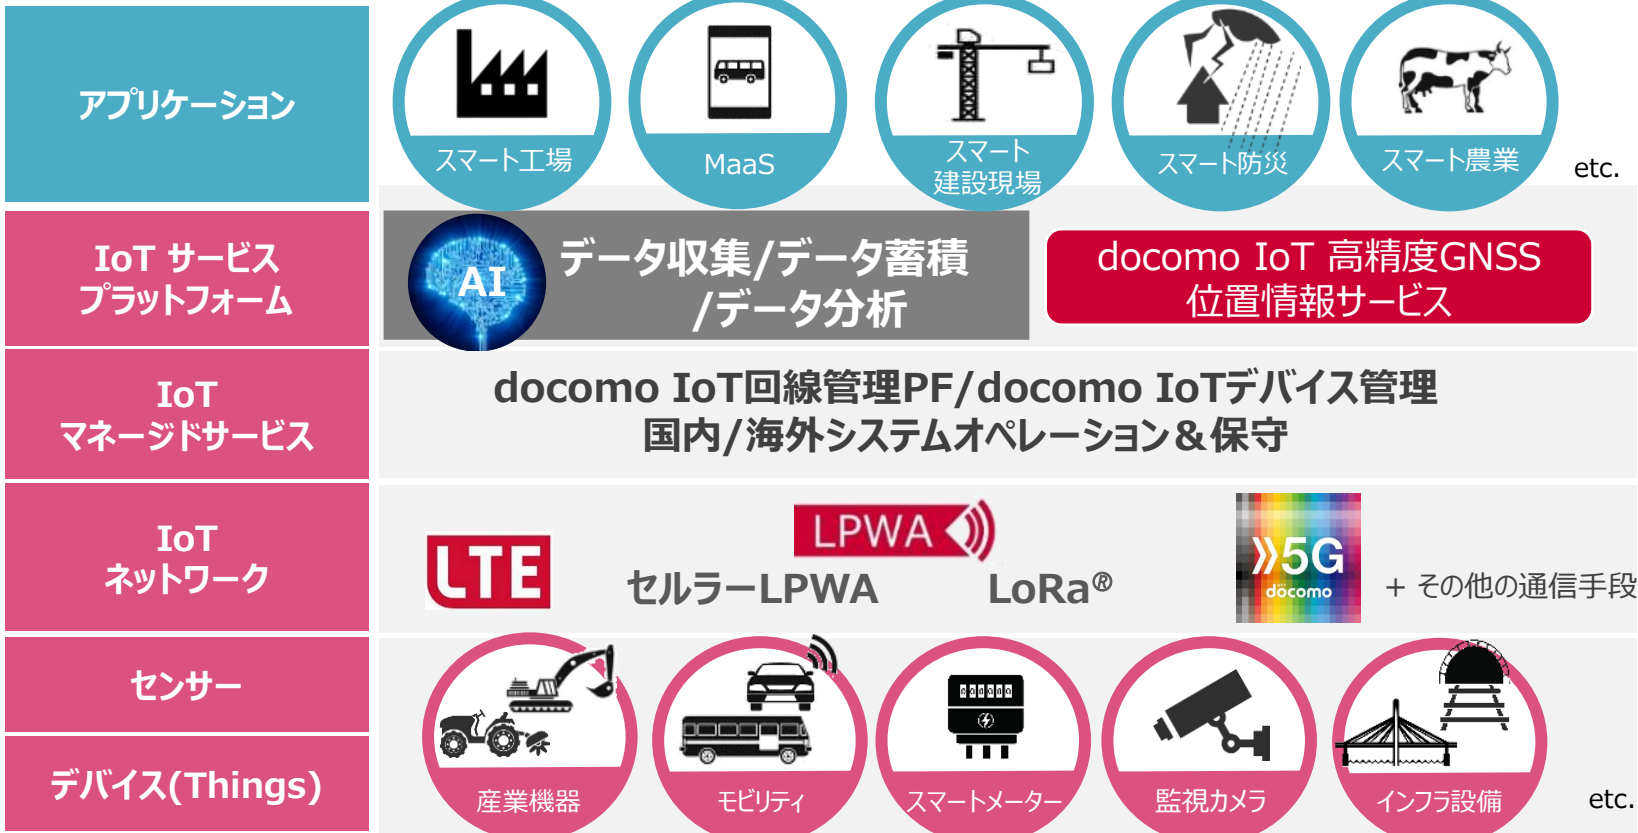 アプリケーション
スマート工場
MaaS
スマート
建設現場
スマート防災
スマート農業
etc.
IoT サービス
プラットフォーム
AI
データ収集/データ蓄積
/データ分析
docomo IoT 高精度GNSS
位置情報サービス
IoT
マネージドサービス
docomo IoT回線管理PF/docomo IoTデバイス管理
国内/海外システムオペレーション＆保守
IoT
ネットワーク
LTE
LPWA
セルラーLPWA
LoRa®
5G
docomo
+ その他の通信手段
センサー
デバイス(Things)
産業機器
モビリティ
スマートメーター
監視カメラ
インフラ設備
etc.